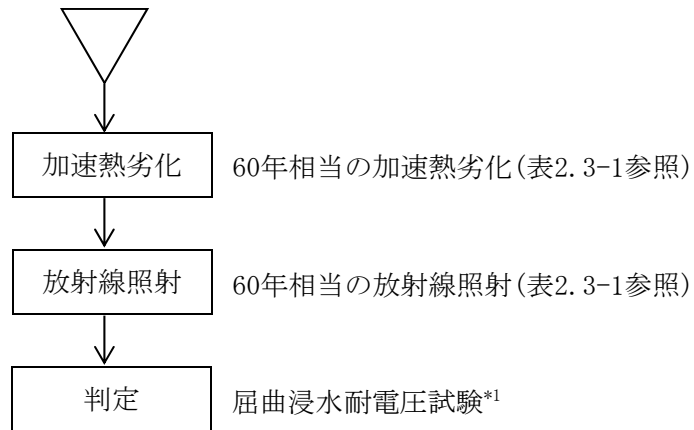 加速熱劣化 60年相当の加速熱劣化(表2.3-1参照)
放射線照射 60年相当の放射線照射(表2.3-1参照)
判定 屈曲浸水耐電圧試験*1